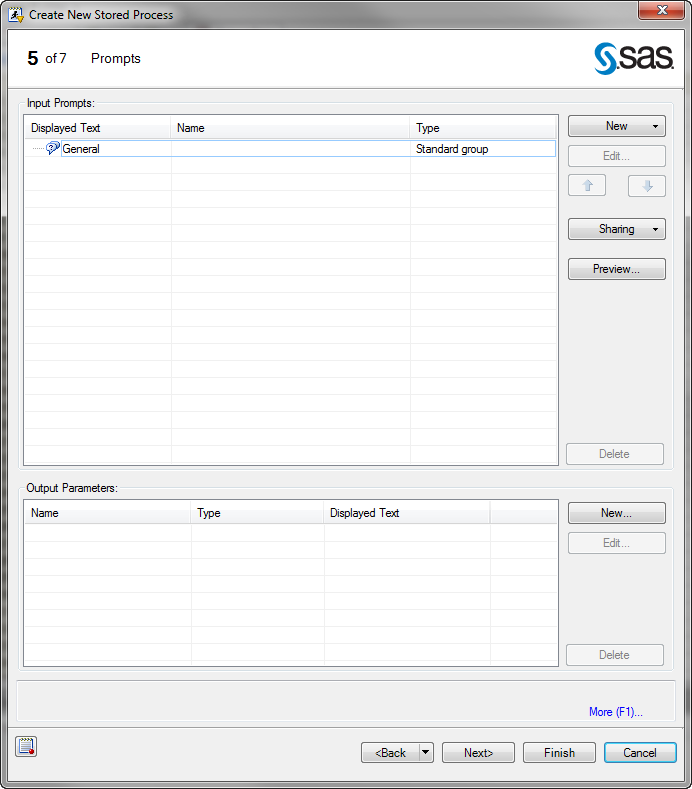 Create New Stored Process
5 of 7 Prompts
sas.
Input Prompts:
Displayed Text Name Type
General Standard group
New
Edit...
Sharing
Preview...
Delete
Output Parameters:
Name Type Displayed Text
New...
Edit...
Delete
More (F1)...
<Back Next> Finish Cancel